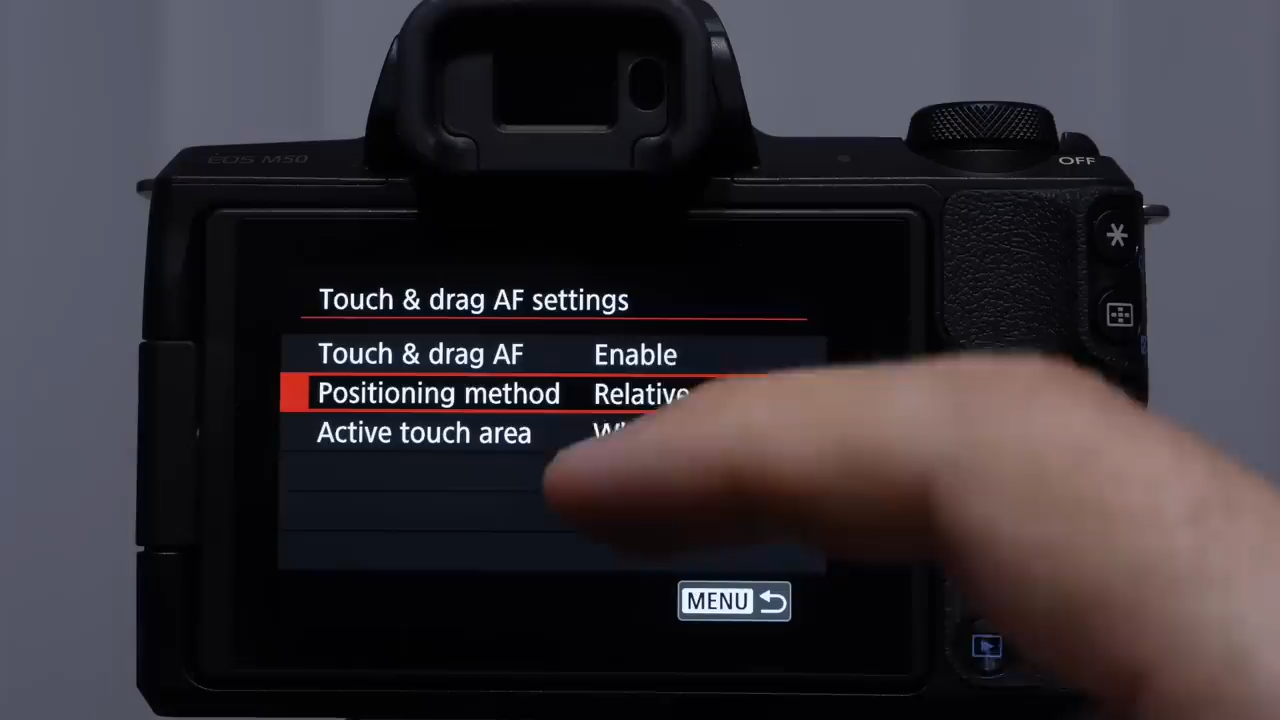 EOS M50
OFF
Touch & drag AF settings
Touch & drag AF Enable
Positioning method Relative
Active touch area
MENU